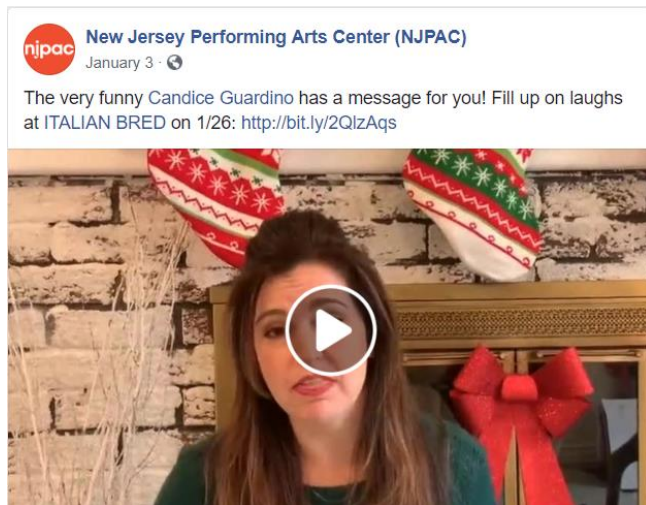 njpac
New Jersey Performing Arts Center (NJPAC)
January 3 ·
The very funny Candice Guardino has a message for you! Fill up on laughs
at ITALIAN BRED on 1/26: http://bit.ly/2QlzAqs